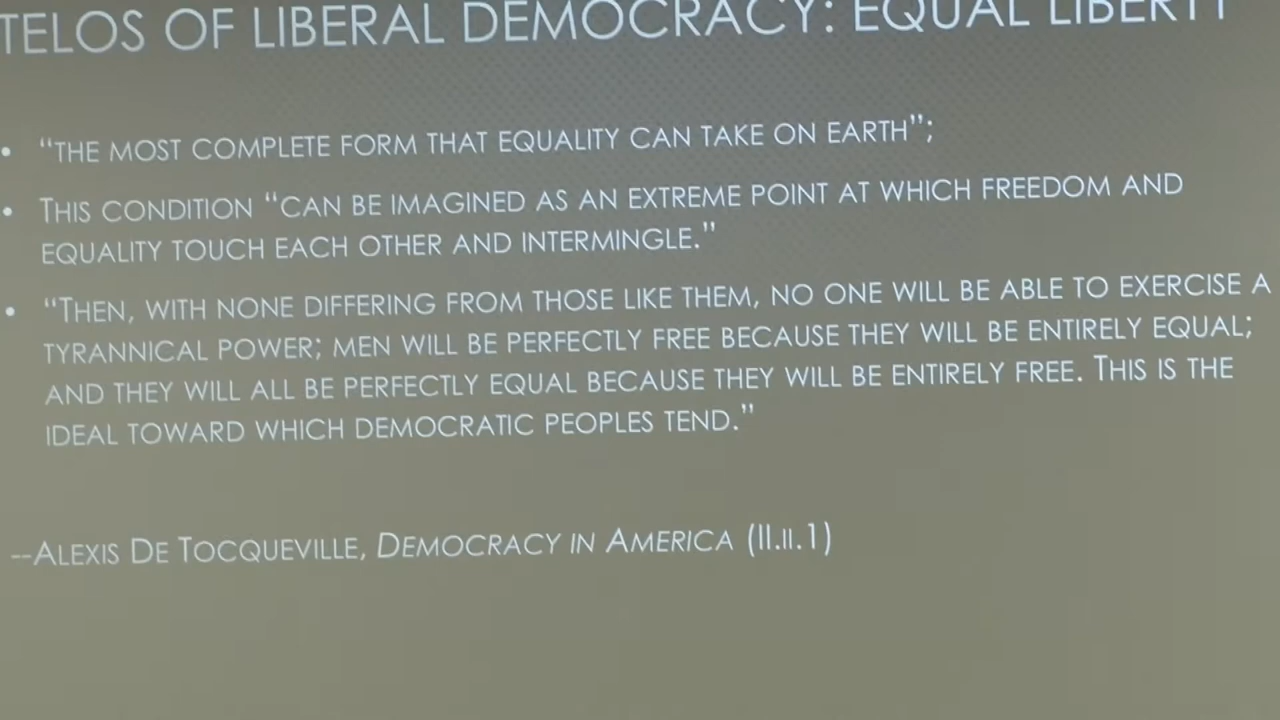 TELOS OF LIBERAL DEMOCRACY: EQUAL LIBERTY
• “THE MOST COMPLETE FORM THAT EQUALITY CAN TAKE ON EARTH”;
• THIS CONDITION “CAN BE IMAGINED AS AN EXTREME POINT AT WHICH FREEDOM AND
EQUALITY TOUCH EACH OTHER AND INTERMINGLE.”
• “THEN, WITH NONE DIFFERING FROM THOSE LIKE THEM, NO ONE WILL BE ABLE TO EXERCISE A
TYRANNICAL POWER; MEN WILL BE PERFECTLY FREE BECAUSE THEY WILL BE ENTIRELY EQUAL;
AND THEY WILL ALL BE PERFECTLY EQUAL BECAUSE THEY WILL BE ENTIRELY FREE. THIS IS THE
IDEAL TOWARD WHICH DEMOCRATIC PEOPLES TEND.”
--ALEXIS DE TOCQUEVILLE, DEMOCRACY IN AMERICA (II.II.1)